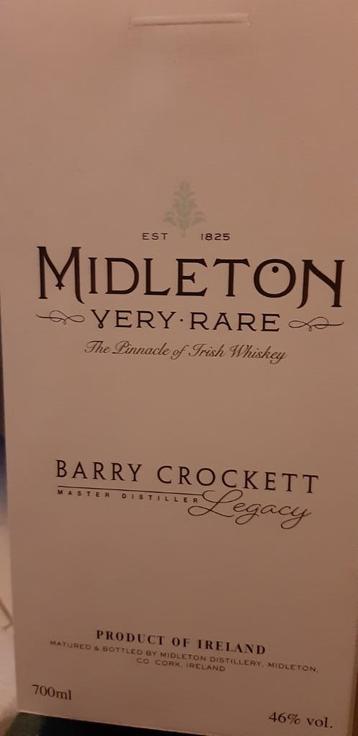 EST 1825
MIDLETON
VERY·RARE
The Pinnacle of Irish Whiskey
BARRY CROCKETT
MASTER DISTILLER Legacy
PRODUCT OF IRELAND
MATURED & BOTTLED BY MIDLETON DISTILLERY, MIDLETON,
CO. CORK, IRELAND
700ml
46% vol.